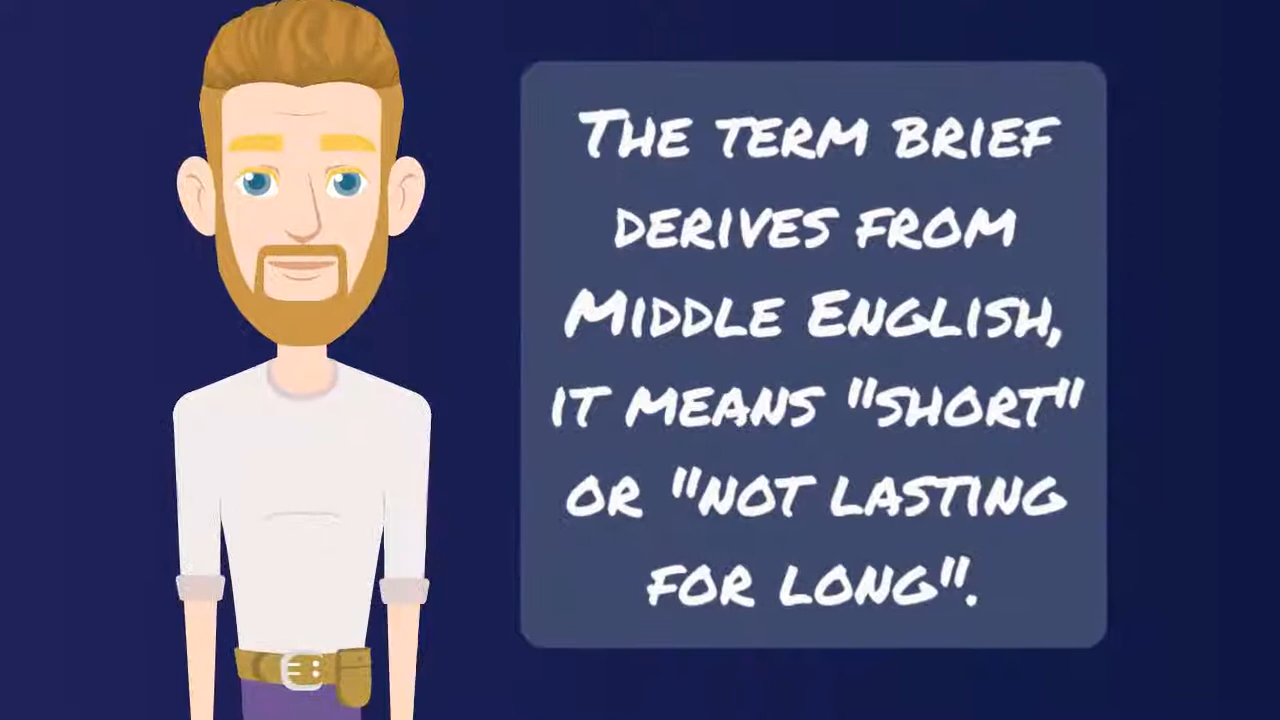 The term brief
derives from
Middle English,
it means "short"
or "not lasting
for long".